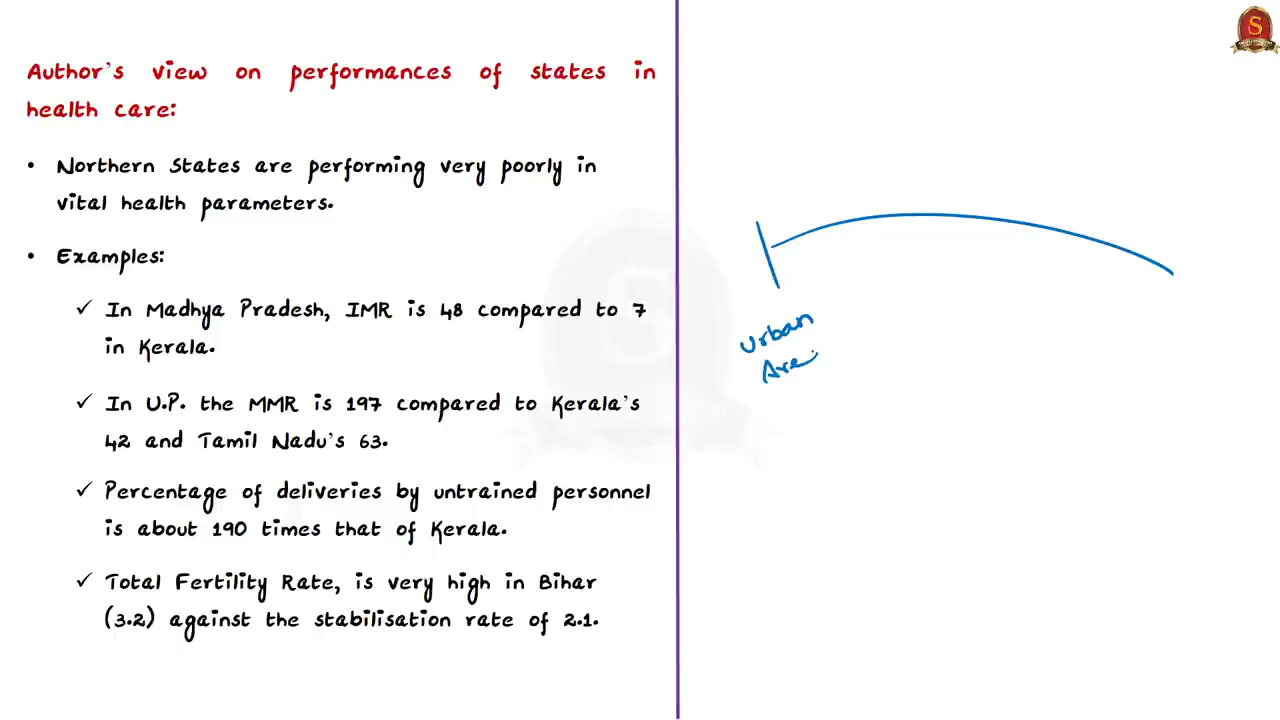 Author's view on performances of states in
health care:
• Northern States are performing very poorly in
vital health parameters.
• Examples:
✓ In Madhya Pradesh, IMR is 48 compared to 7
in Kerala.
✓ In U.P. the MMR is 197 compared to Kerala's
42 and Tamil Nadu's 63.
✓ Percentage of deliveries by untrained personnel
is about 190 times that of Kerala.
✓ Total Fertility Rate, is very high in Bihar
(3.2) against the stabilisation rate of 2.1.
Urban
Are
S